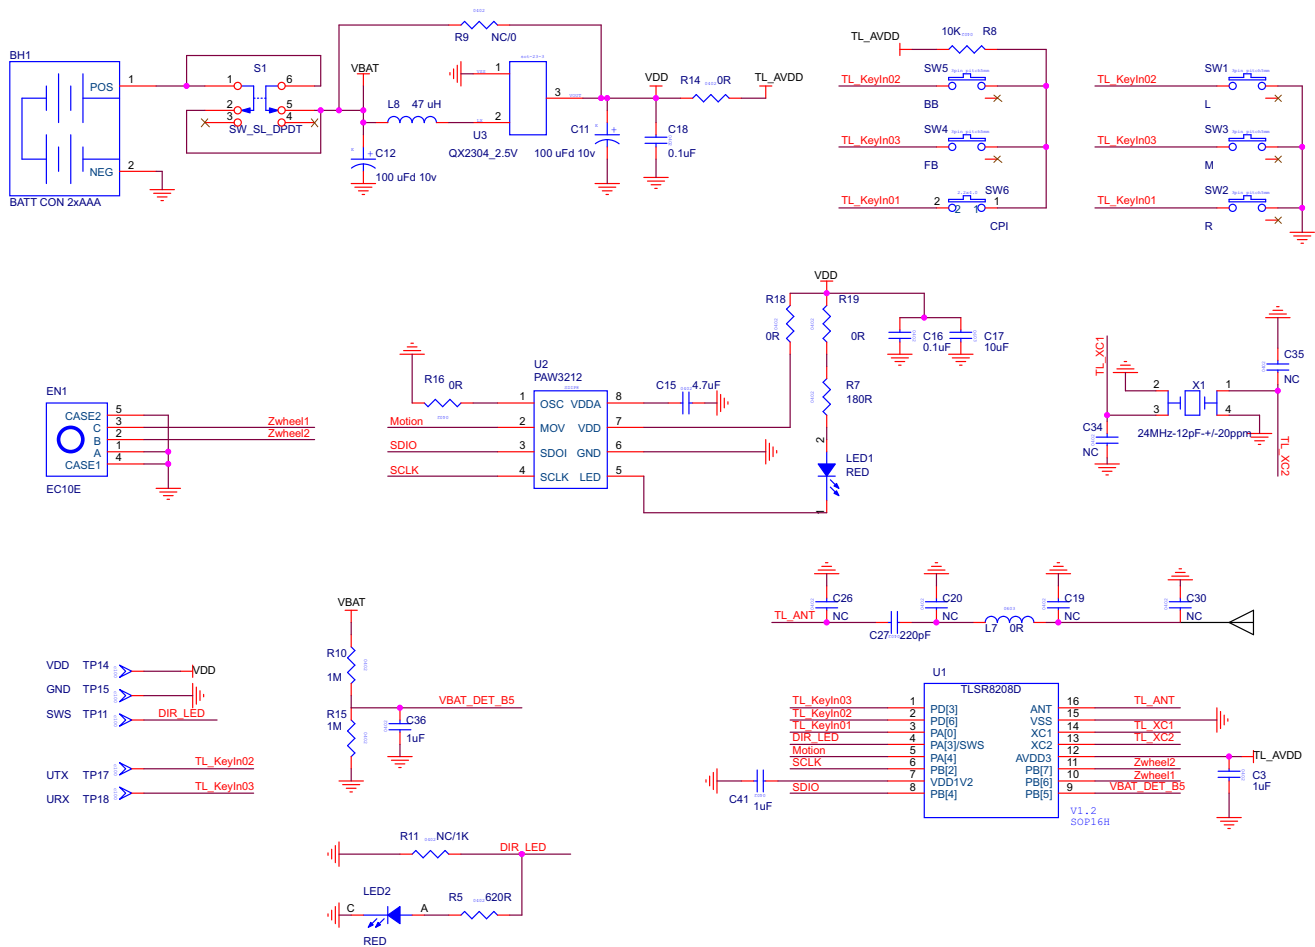 BH1
POS
1
NEG
2
BATT CON 2xAAA
S1
1
6
2
5
3
4
SW_SL_DPDT
VBAT
R9
NC/0
L8
47 uH
C12
100 uFd 10v
1
2
3
U3
QX2304_2.5V
C11
100 uFd 10v
VDD
C18
0.1uF
R14
0R
TL_AVDD
TL_AVDD
10K
R8
TL_KeyIn02
SW5
BB
TL_KeyIn03
SW4
FB
TL_KeyIn01
2
2
1
1
SW6
CPI
TL_KeyIn02
SW1
L
TL_KeyIn03
SW3
M
TL_KeyIn01
SW2
R
EN1
CASE2
5
C
3
Zwheel1
B
2
Zwheel2
A
1
CASE1
4
EC10E
R16
0R
Motion
SDIO
SCLK
U2
PAW3212
1
OSC
VDDA
8
2
MOV
VDD
7
3
SDOI
GND
6
4
SCLK
LED
5
C15
4.7uF
VDD
R18
0R
R19
0R
R7
180R
2
LED1
RED
1
C16
0.1uF
C17
10uF
TL_XC1
2
X1
1
3
4
24MHz-12pF-+/-20ppm
C34
NC
C35
NC
TL_XC2
TL_ANT
C26
NC
C27
220pF
C20
NC
L7
0R
C19
NC
C30
NC
VDD
TP14
VDD
GND
TP15
SWS
TP11
DIR_LED
UTX
TP17
TL_KeyIn02
URX
TP18
TL_KeyIn03
VBAT
R10
1M
R15
1M
VBAT_DET_B5
C36
1uF
R11
NC/1K
DIR_LED
LED2
C
A
RED
R5
620R
U1
TLSR8208D
TL_KeyIn03
1
PD[3]
ANT
16
TL_ANT
TL_KeyIn02
2
PD[6]
VSS
15
TL_KeyIn01
3
PA[0]
XC1
14
TL_XC1
DIR_LED
4
PA[3]/SWS
XC2
13
TL_XC2
Motion
5
PA[4]
AVDD3
12
TL_AVDD
SCLK
6
PB[2]
PB[7]
11
Zwheel2
7
VDD1V2
PB[6]
10
Zwheel1
SDIO
8
PB[4]
PB[5]
9
VBAT_DET_B5
C41
1uF
C3
1uF
V1.2
SOP16H